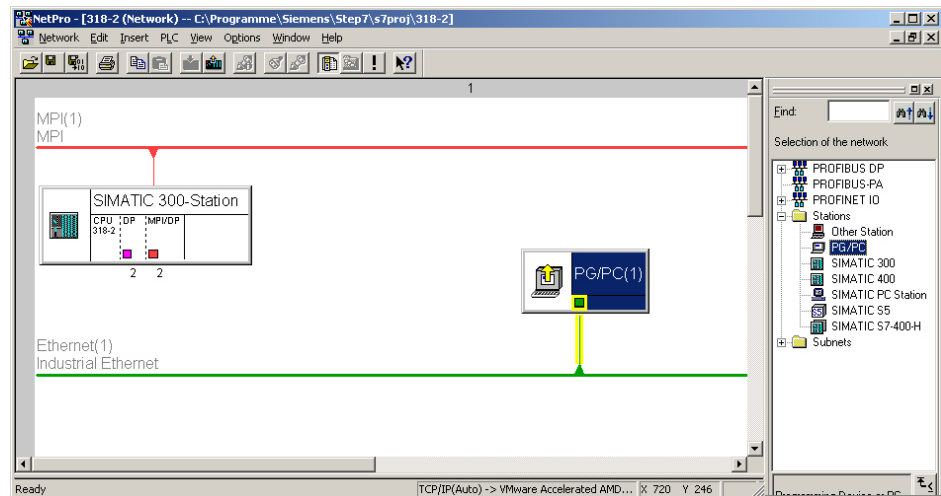 NetPro - [318-2 (Network) -- C:\Programme\Siemens\Step7\s7proj\318-2]
Network Edit Insert PLC View Options Window Help
1
MPI(1)
MPI
SIMATIC 300-Station
CPU 318-2 DP MPI/DP
2 2
PG/PC(1)
Ethernet(1)
Industrial Ethernet
Find:
Selection of the network
PROFIBUS DP
PROFIBUS-PA
PROFINET IO
Stations
Other Station
PG/PC
SIMATIC 300
SIMATIC 400
SIMATIC PC Station
SIMATIC S5
SIMATIC S7-400-H
Subnets
Programming Device or PC
Ready TCP/IP(Auto) -> VMware Accelerated AMD... X 720 Y 246